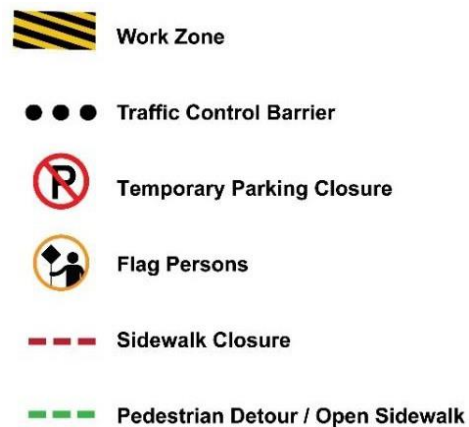 Work Zone
Traffic Control Barrier
P
Temporary Parking Closure
Flag Persons
Sidewalk Closure
Pedestrian Detour / Open Sidewalk